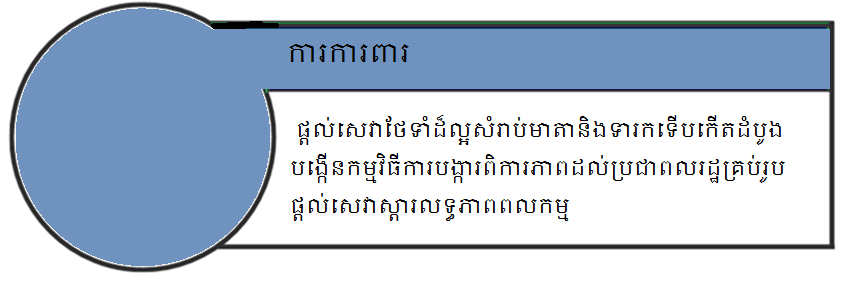 ការការពារ
ផ្តល់សេវាថែទាំដ៏ល្អសំរាប់មាតានិងទារកទើបកើតដំបូង
បង្កើនកម្មវិធីការបង្ការពិការភាពដល់ប្រជាពលរដ្ឋគ្រប់រូប
ផ្តល់សេវាស្តារលទ្ធភាពពលកម្ម